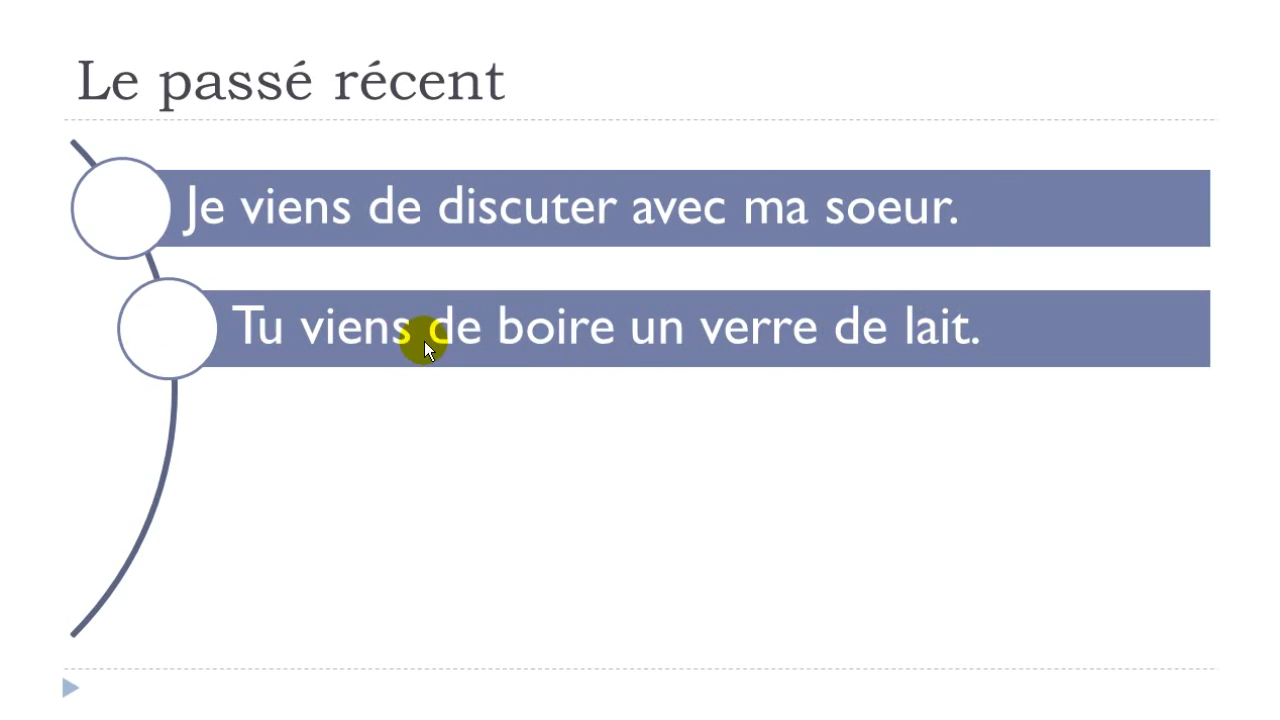 Le passé récent
Je viens de discuter avec ma soeur.
Tu viens de boire un verre de lait.